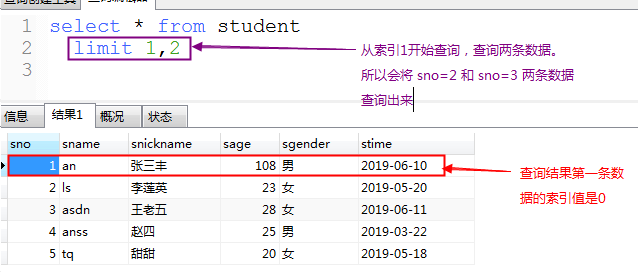 1 select * from student
2 limit 1,2
3
从索引1开始查询，查询两条数据。
所以会将 sno=2 和 sno=3 两条数据
查询出来
信息 结果1 概况 状态
sno sname snickname sage sgender stime
1 an 张三丰 108 男 2019-06-10
2 ls 李莲英 23 女 2019-05-20
3 asdn 王老五 28 女 2019-06-11
4 anss 赵四 25 男 2019-03-22
5 tq 甜甜 20 女 2019-05-18
查询结果第一条数
据的索引值是0